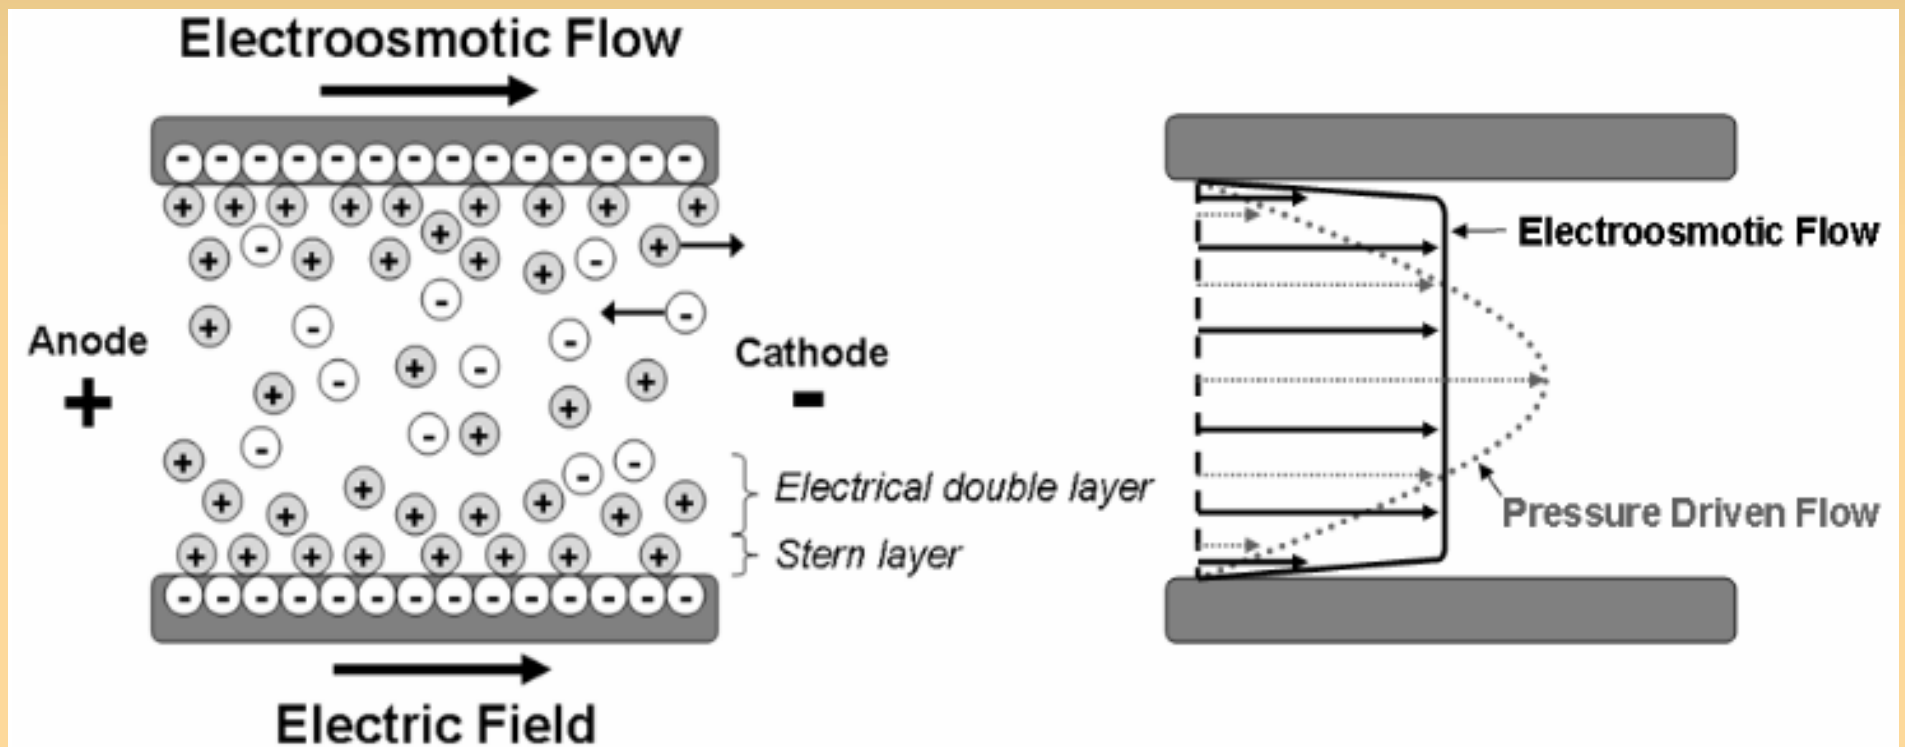 Electroosmotic Flow
Anode
+
Cathode
-
Electrical double layer
Stern layer
Electric Field
Electroosmotic Flow
Pressure Driven Flow